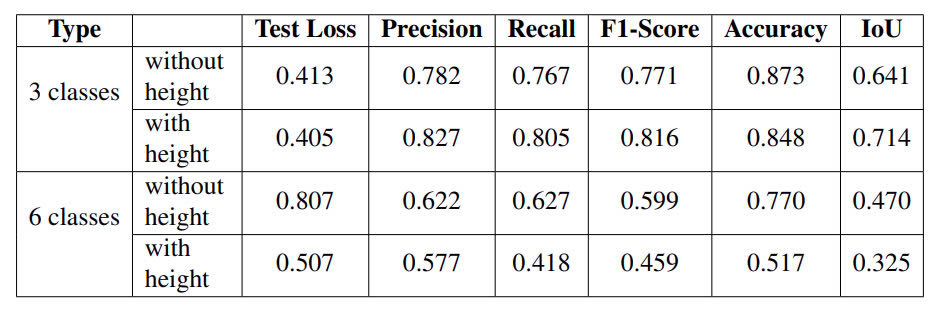 Type Test Loss Precision Recall F1-Score Accuracy IoU
3 classes without height 0.413 0.782 0.767 0.771 0.873 0.641
with height 0.405 0.827 0.805 0.816 0.848 0.714
6 classes without height 0.807 0.622 0.627 0.599 0.770 0.470
with height 0.507 0.577 0.418 0.459 0.517 0.325